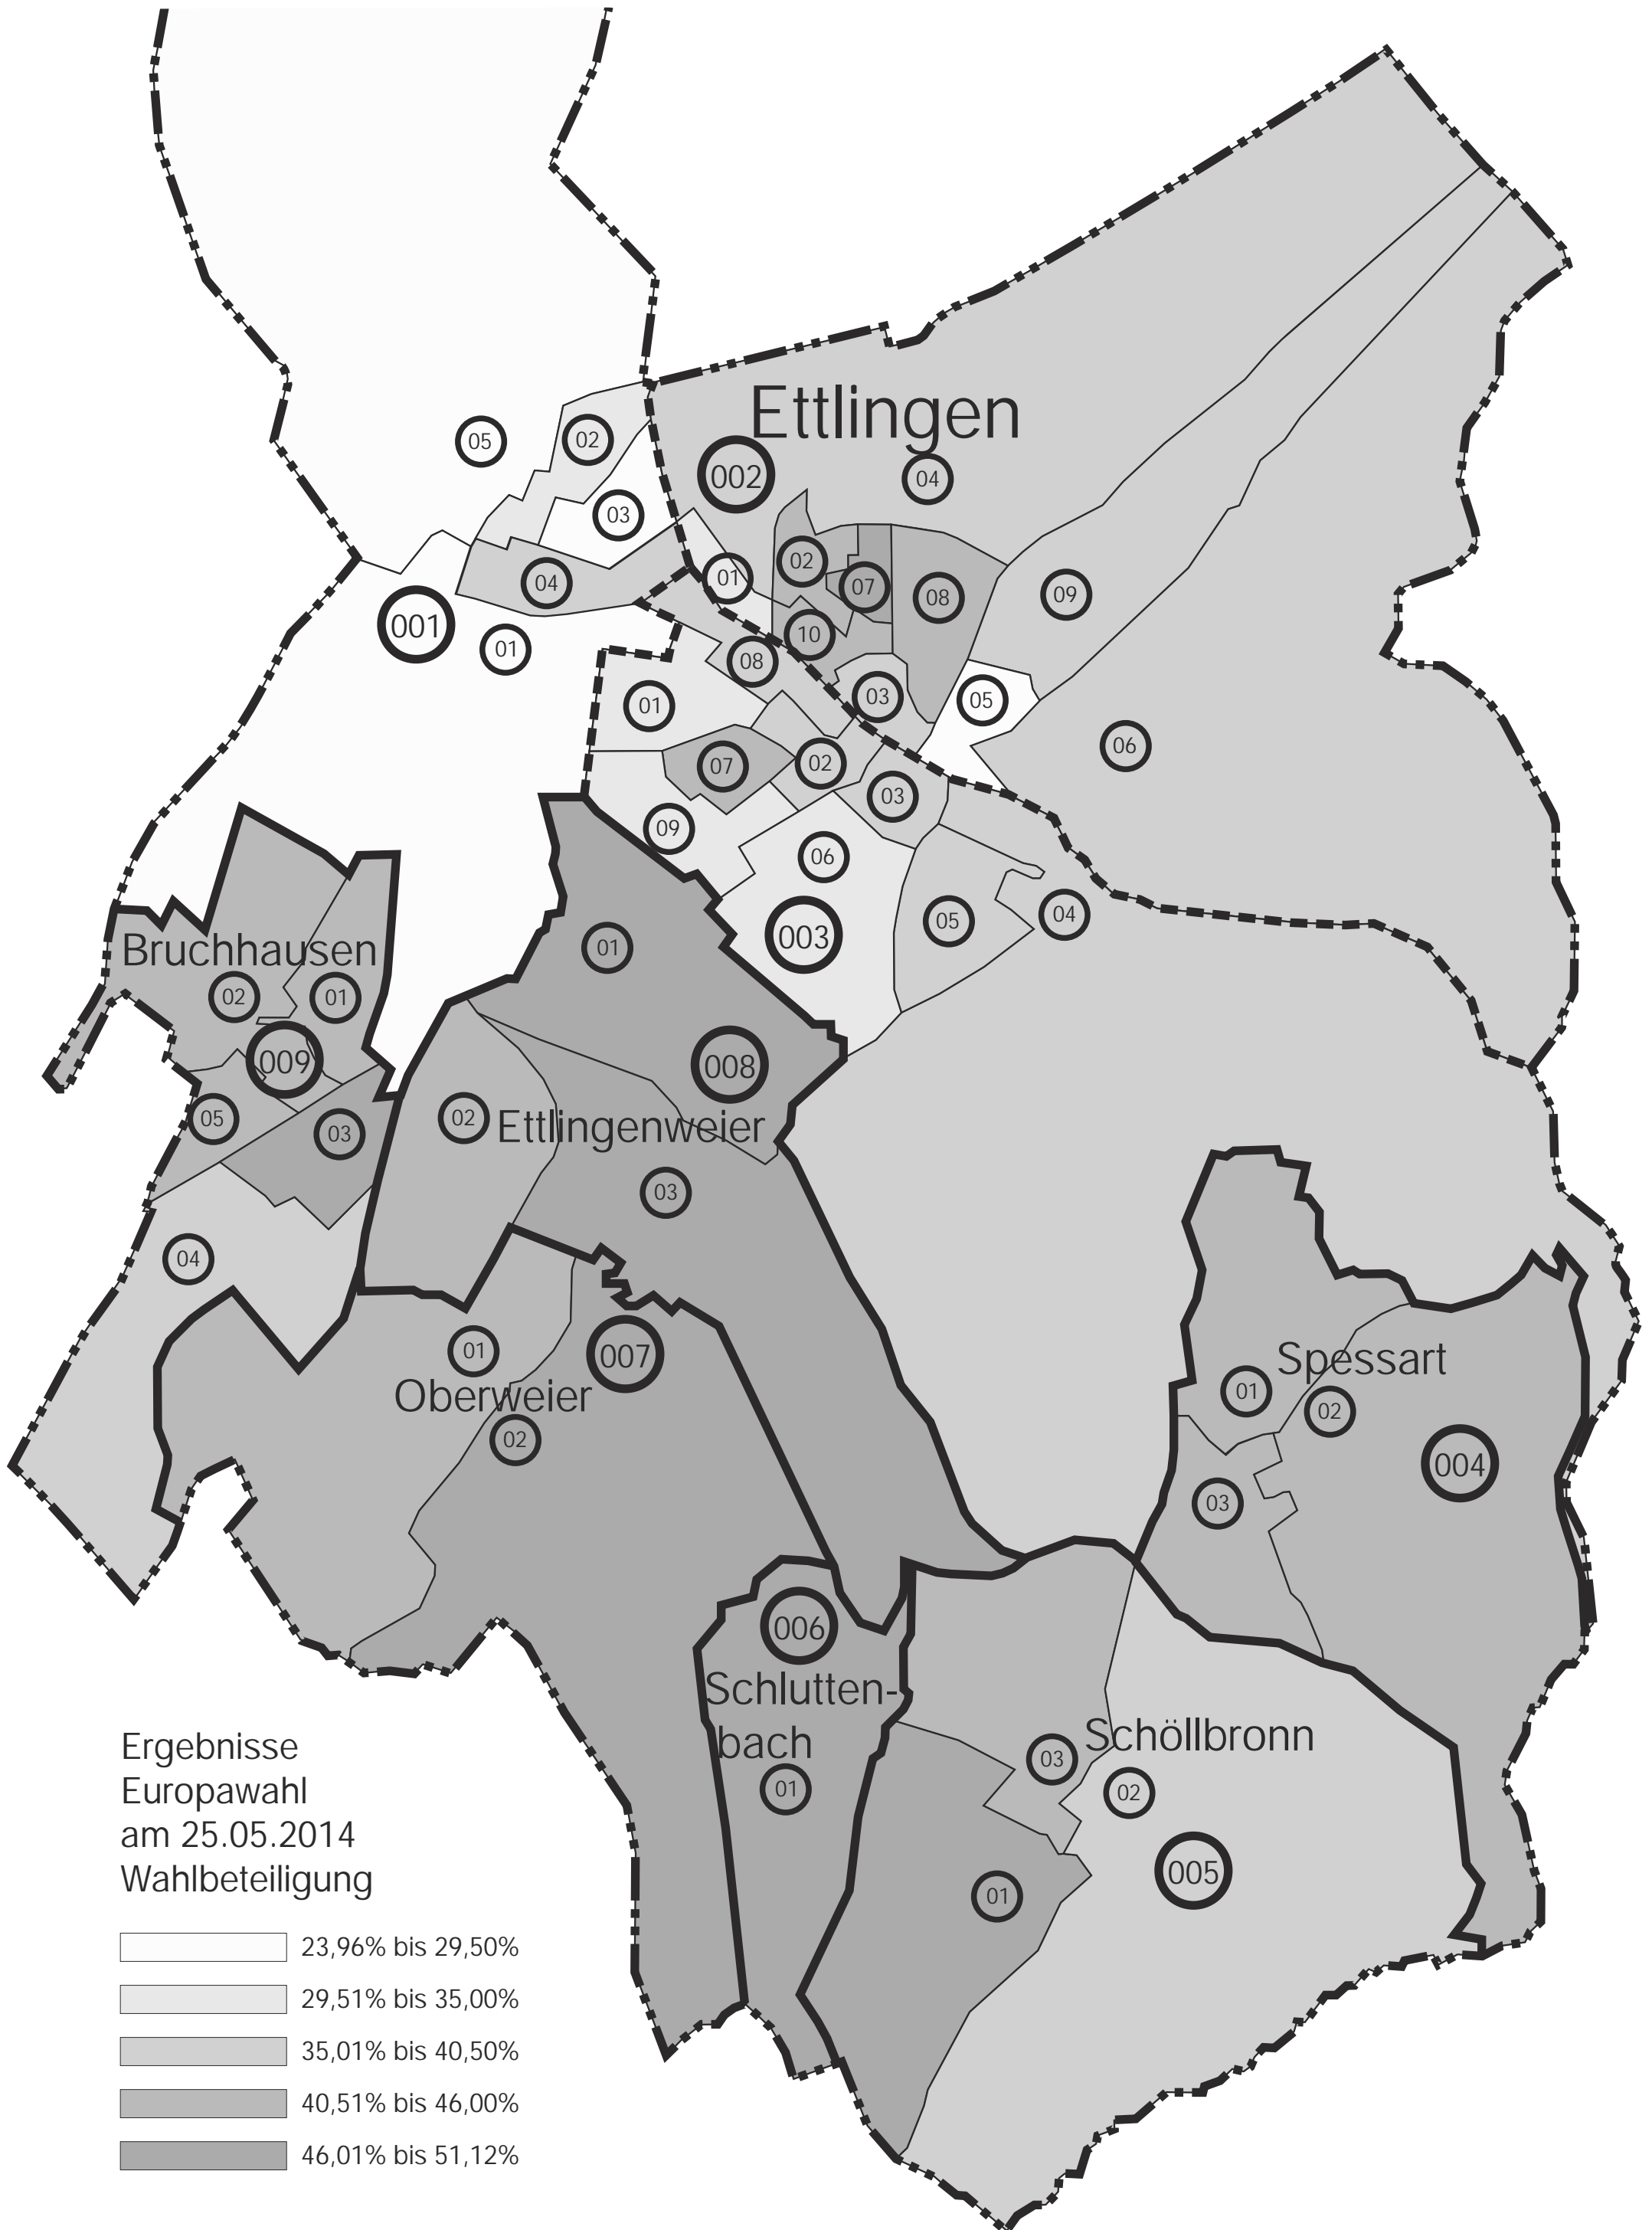 Ettlingen
05
02
002
04
03
02
04
01
07
08
09
001
10
01
08
03
05
01
06
07
02
03
09
06
04
05
003
01
Bruchhausen
02
01
009
008
02
Ettlingenweier
05
03
03
04
01
007
Spessart
01
02
Oberweier
02
004
03
006
Schlutten-
bach
Schöllbronn
03
01
02
005
01
Ergebnisse
Europawahl
am 25.05.2014
Wahlbeteiligung
23,96% bis 29,50%
29,51% bis 35,00%
35,01% bis 40,50%
40,51% bis 46,00%
46,01% bis 51,12%